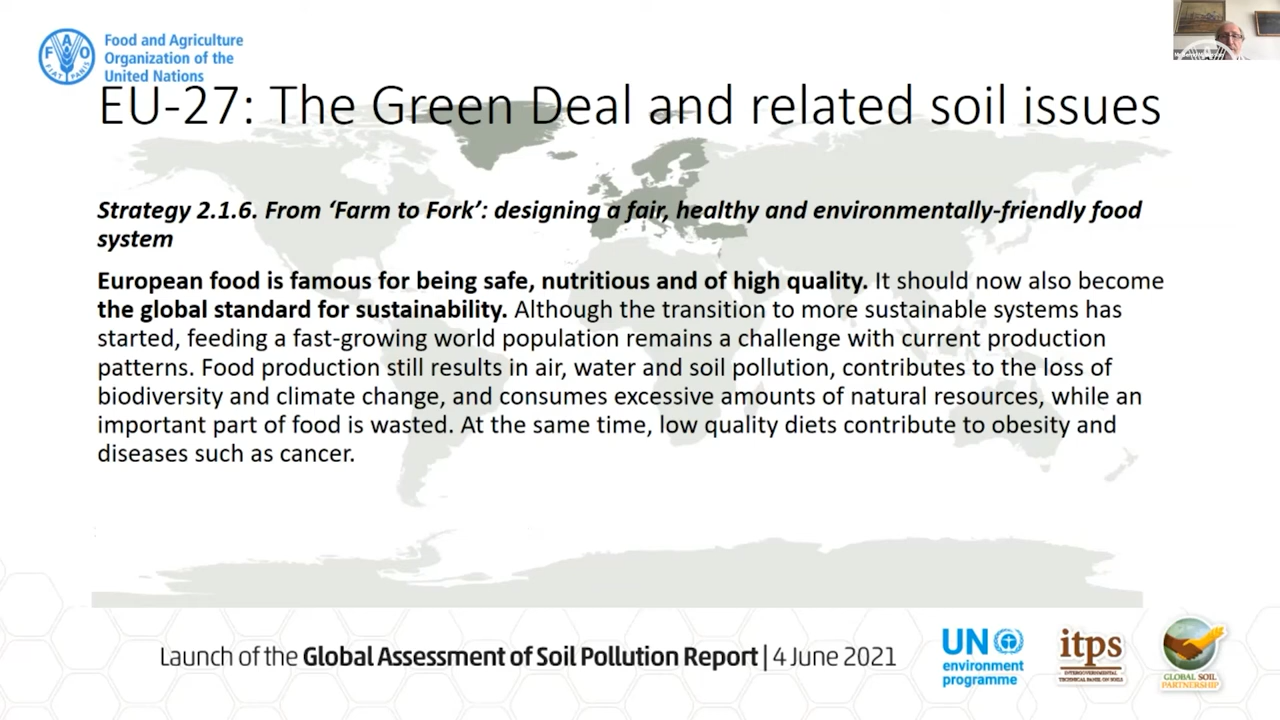 Food and Agriculture
Organization of the
United Nations
FAO
FIAT PANIS
EU-27: The Green Deal and related soil issues
Strategy 2.1.6. From ‘Farm to Fork’: designing a fair, healthy and environmentally-friendly food
system
European food is famous for being safe, nutritious and of high quality. It should now also become
the global standard for sustainability. Although the transition to more sustainable systems has
started, feeding a fast-growing world population remains a challenge with current production
patterns. Food production still results in air, water and soil pollution, contributes to the loss of
biodiversity and climate change, and consumes excessive amounts of natural resources, while an
important part of food is wasted. At the same time, low quality diets contribute to obesity and
diseases such as cancer.
Launch of the Global Assessment of Soil Pollution Report | 4 June 2021
UN
environment
programme
itps
INTERGOVERNMENTAL
TECHNICAL PANEL ON SOILS
GLOBAL SOIL
PARTNERSHIP